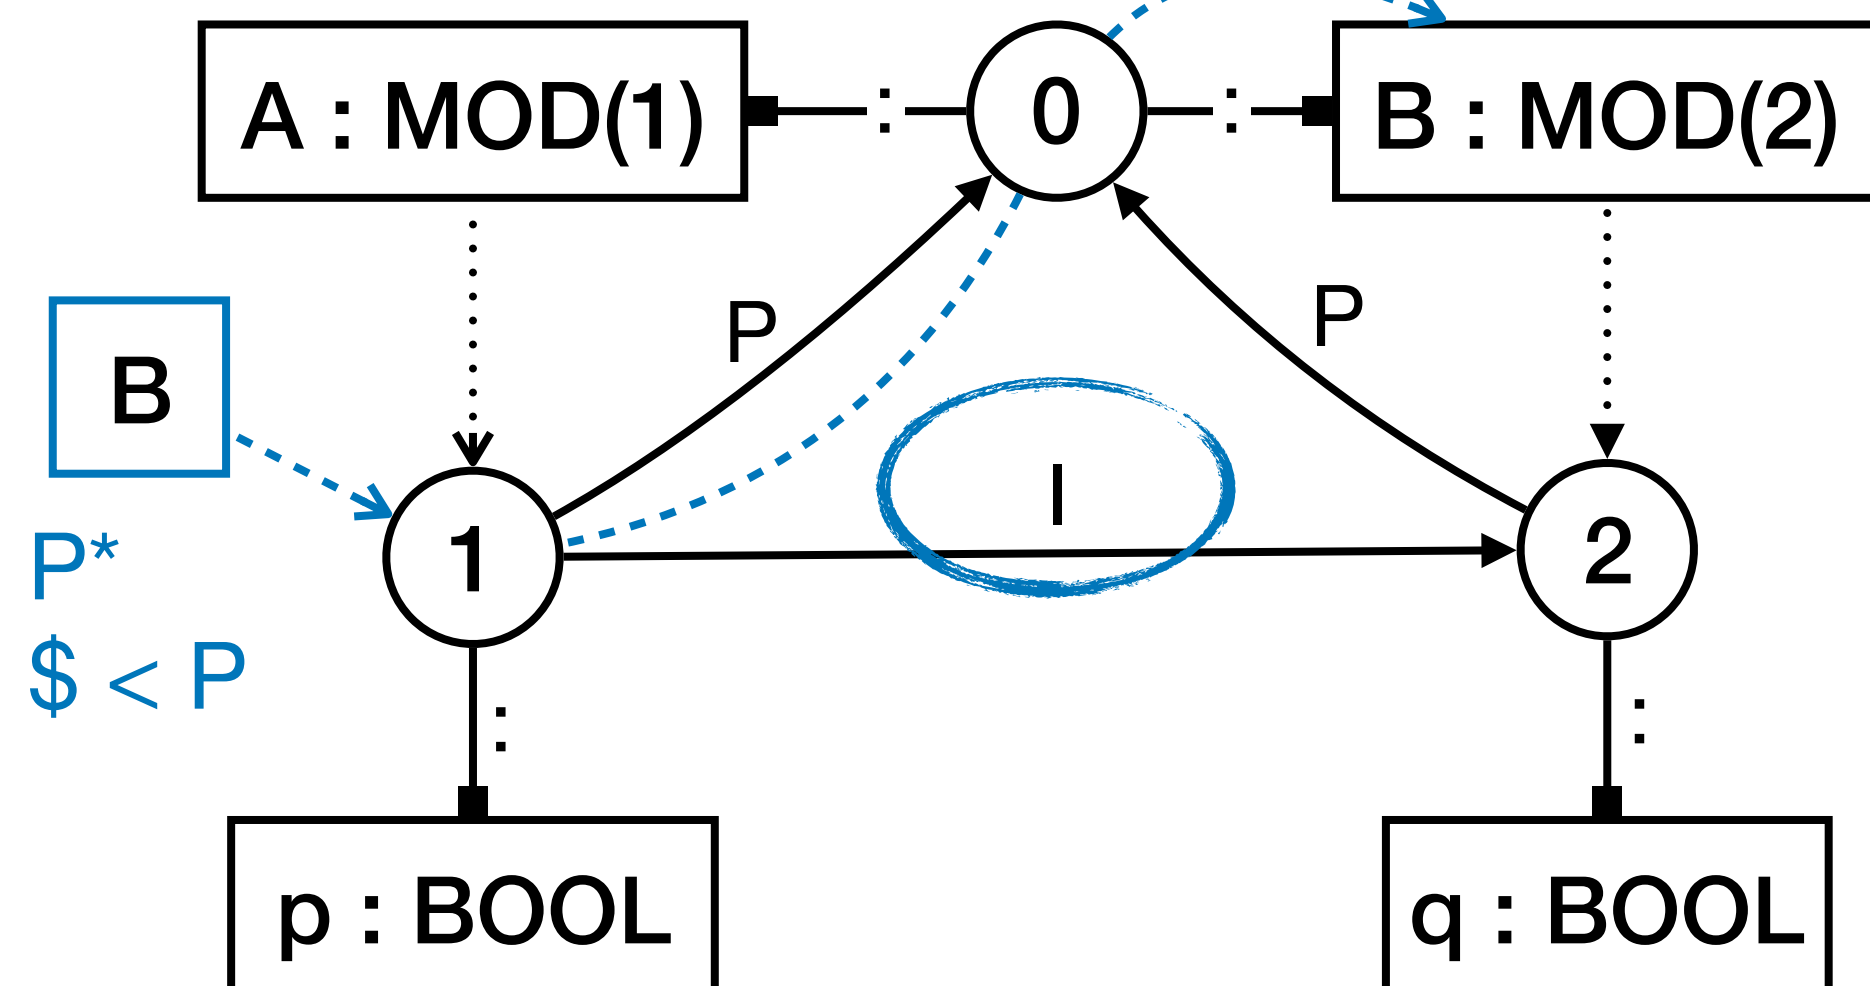 A : MOD(1)
:
0
:
B : MOD(2)
P
P
B
I
1
2
P*
$ < P
:
:
p : BOOL
q : BOOL